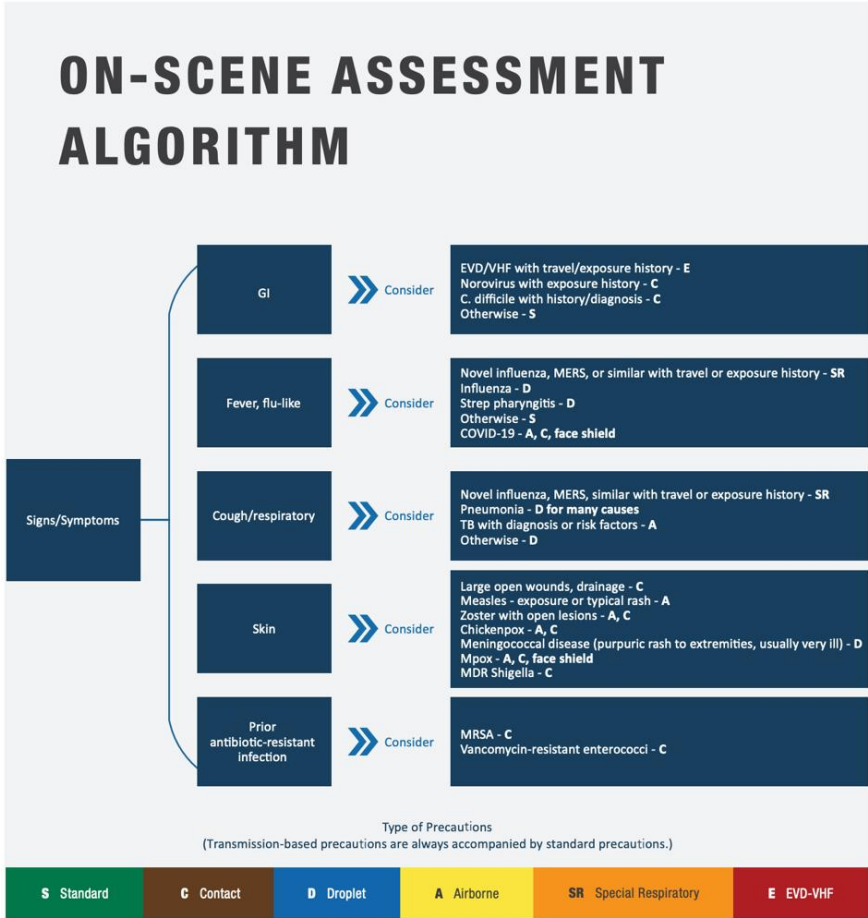 ON-SCENE ASSESSMENT
ALGORITHM
Signs/Symptoms
GI
Consider
EVD/VHF with travel/exposure history - E
Norovirus with exposure history - C
C. difficile with history/diagnosis - C
Otherwise - S
Fever, flu-like
Consider
Novel influenza, MERS, or similar with travel or exposure history - SR
Influenza - D
Strep pharyngitis - D
Otherwise - S
COVID-19 - A, C, face shield
Cough/respiratory
Consider
Novel influenza, MERS, similar with travel or exposure history - SR
Pneumonia - D for many causes
TB with diagnosis or risk factors - A
Otherwise - D
Skin
Consider
Large open wounds, drainage - C
Measles - exposure or typical rash - A
Zoster with open lesions - A, C
Chickenpox - A, C
Meningococcal disease (purpuric rash to extremities, usually very ill) - D
Mpox - A, C, face shield
MDR Shigella - C
Prior
antibiotic-resistant
infection
Consider
MRSA - C
Vancomycin-resistant enterococci - C
Type of Precautions
(Transmission-based precautions are always accompanied by standard precautions.)
S Standard
C Contact
D Droplet
A Airborne
SR Special Respiratory
E EVD-VHF